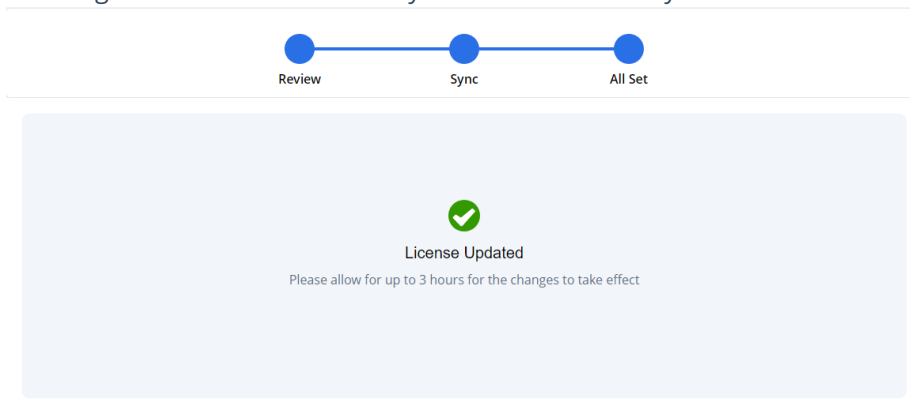 Review Sync All Set
License Updated
Please allow for up to 3 hours for the changes to take effect